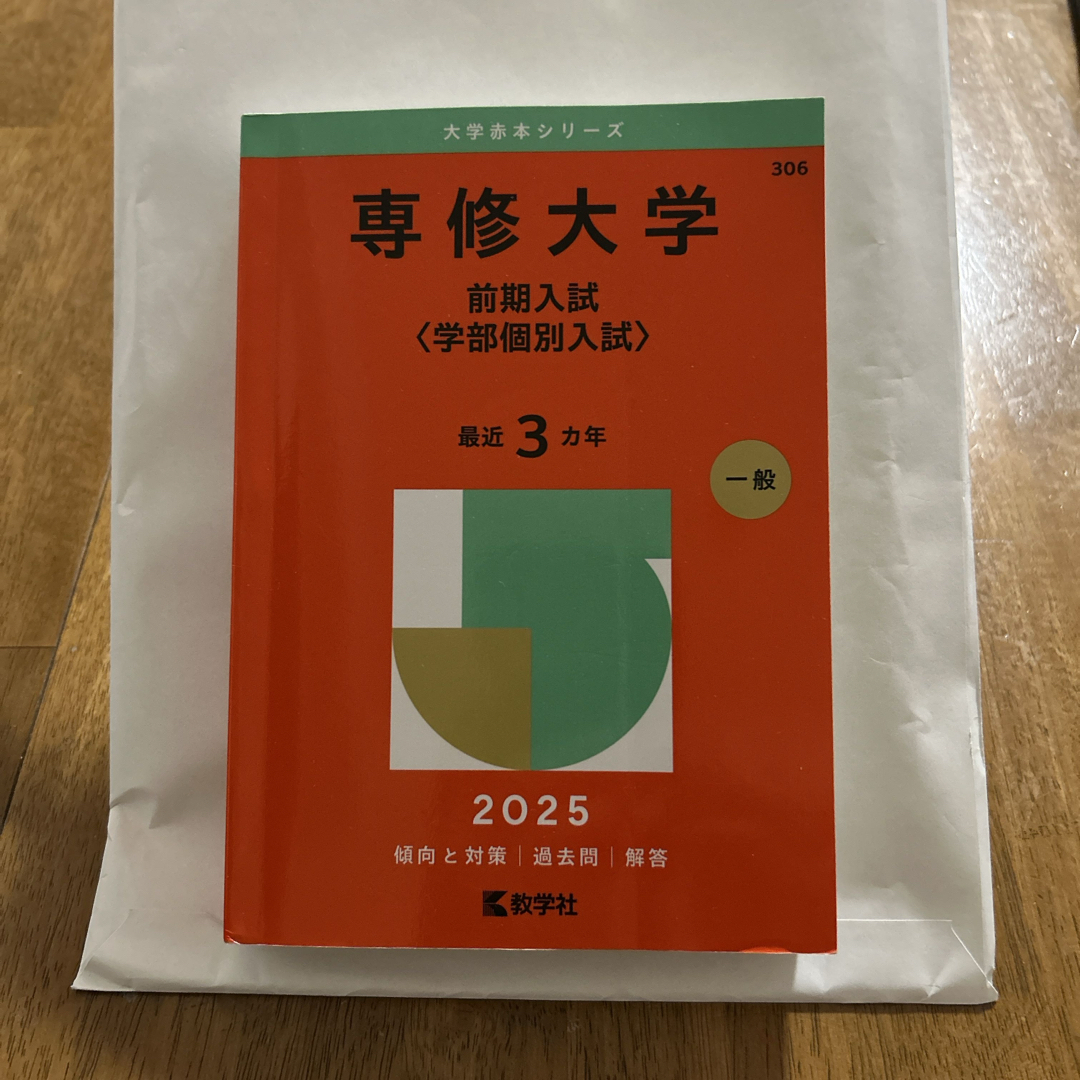 大学赤本シリーズ
306
専修大学
前期入試
〈学部個別入試〉
最近3カ年
一般
2025
傾向と対策｜過去問｜解答
教学社